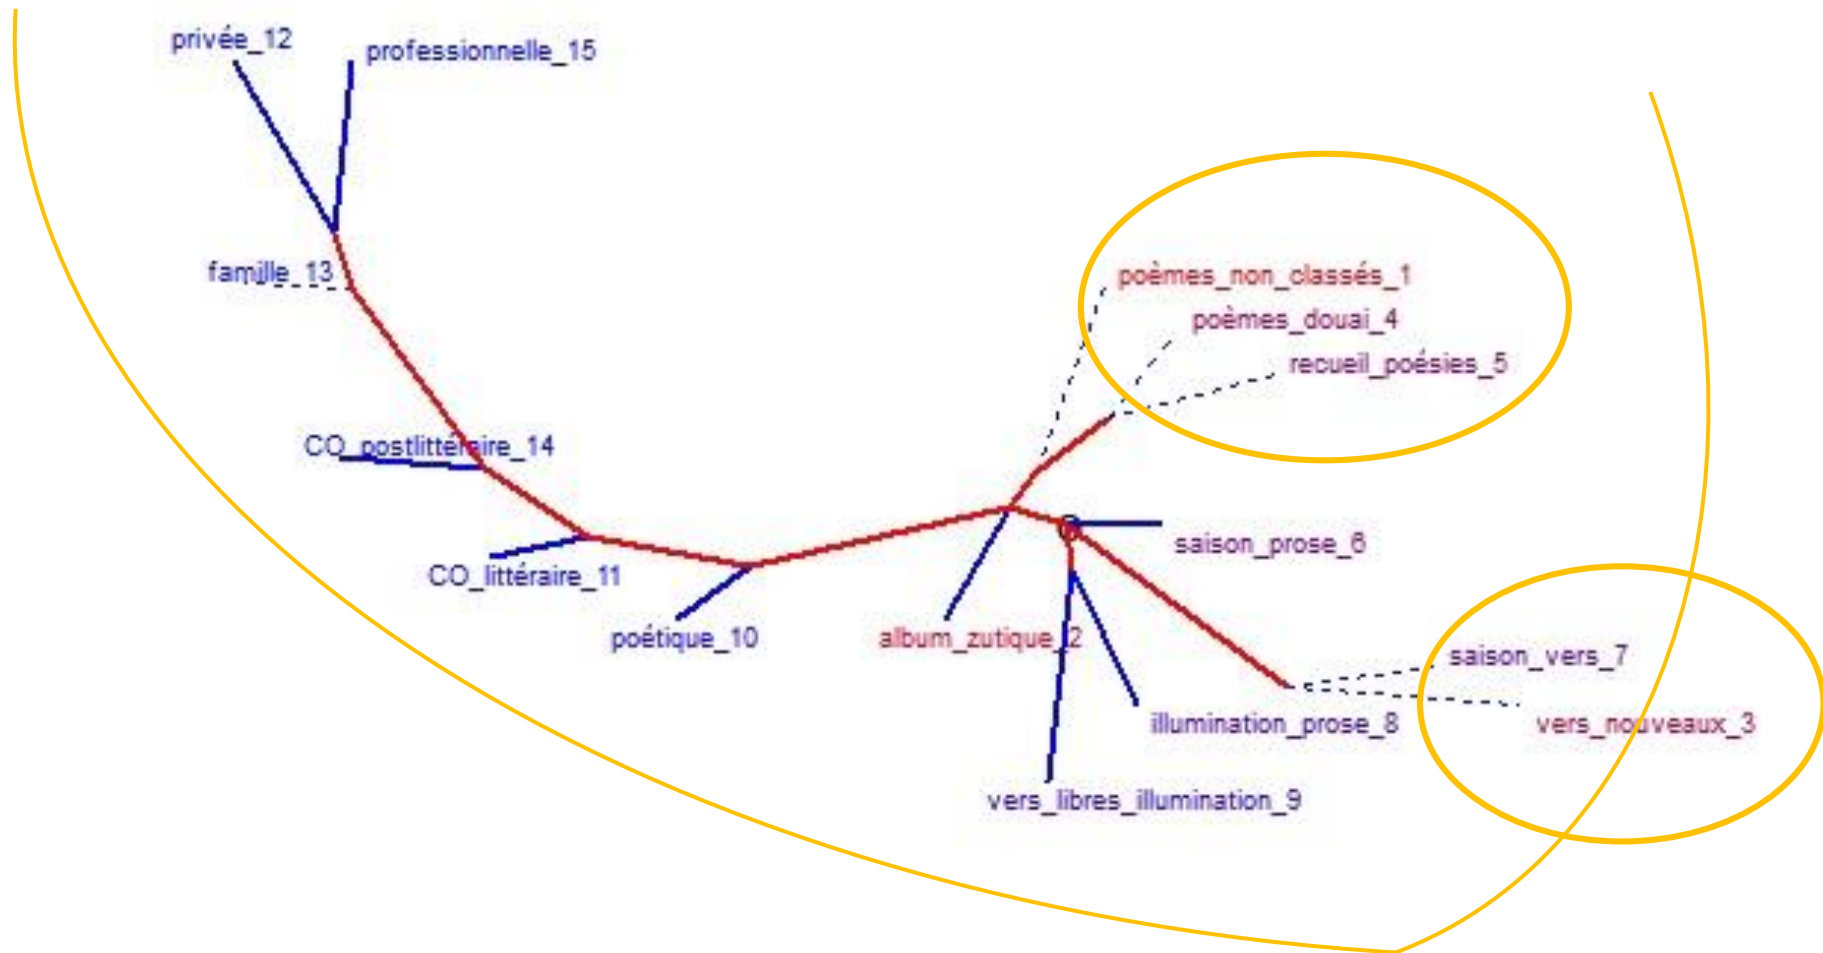 privée_12
professionnelle_15
famille_13
poèmes_non_classés_1
poèmes_douai_4
recueil_poésies_5
CO_postlittéraire_14
CO_littéraire_11
saison_prose_6
poétique_10
album_zutique_2
saison_vers_7
illumination_prose_8
vers_nouveaux_3
vers_libres_illumination_9